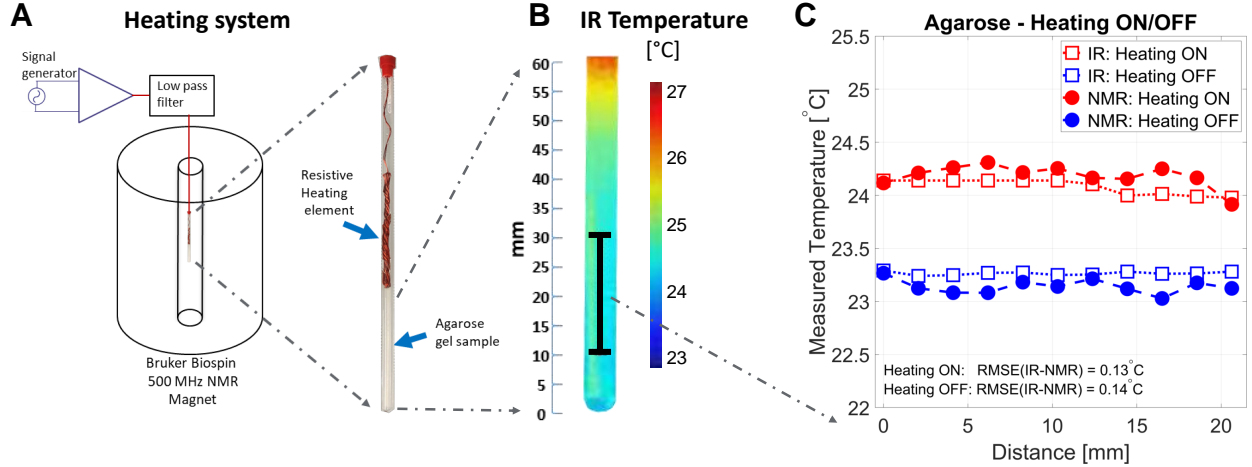 A
Heating system
Signal
generator
Low pass
filter
Resistive
Heating
element
Agarose
gel sample
Bruker Biospin
500 MHz NMR
Magnet
B
IR Temperature
[°C]
60
55
50
45
40
35
30
25
20
15
10
5
0
mm
27
26
25
24
23
C
Agarose - Heating ON/OFF
IR: Heating ON
IR: Heating OFF
NMR: Heating ON
NMR: Heating OFF
Measured Temperature [°C]
25.5
25
24.5
24
23.5
23
22.5
22
Heating ON: RMSE(IR-NMR) = 0.13°C
Heating OFF: RMSE(IR-NMR) = 0.14°C
0 5 10 15 20
Distance [mm]